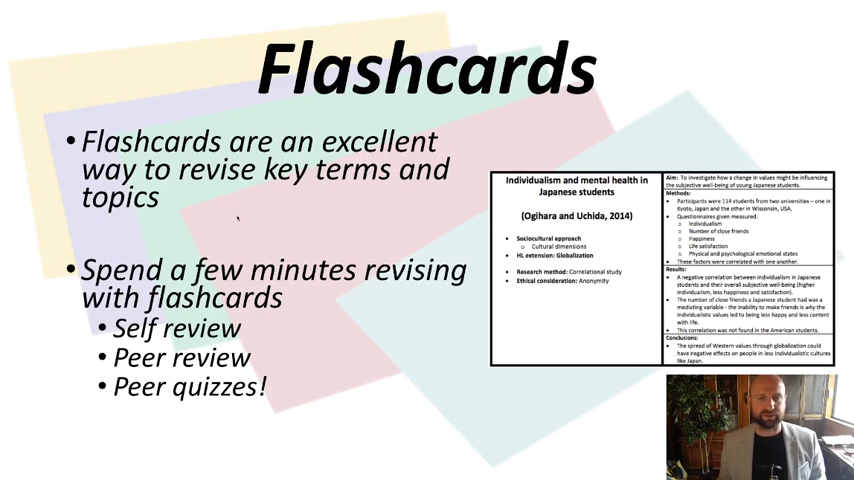 Flashcards
• Flashcards are an excellent
way to revise key terms and
topics
• Spend a few minutes revising
with flashcards
• Self review
• Peer review
• Peer quizzes!
Individualism and mental health in
Japanese students
(Ogihara and Uchida, 2014)
• Sociocultural approach
o Cultural dimensions
• HL extension: Globalization
• Research method: Correlational study
• Ethical consideration: Anonymity
Aim: To investigate how a change in values might be influencing
the subjective well-being of young Japanese students.
Methods:
• Participants were 114 students from two universities – one in
Kyoto, Japan and the other in Wisconsin, USA.
• Questionnaires given measured:
o Individualism
o Number of close friends
o Happiness
o Life satisfaction
o Physical and psychological emotional states
• These factors were correlated with one another.
Results:
• A negative correlation between individualism in Japanese
students and their overall subjective well-being (higher
individualism, less happiness and satisfaction).
• The number of close friends a Japanese student had was a
mediating variable - the inability to make friends is why the
individualistic values led to being less happy and less content
with life.
• This correlation was not found in the American students.
Conclusions:
• The spread of Western values through globalization could
have negative effects on people in less individualistic cultures
like Japan.